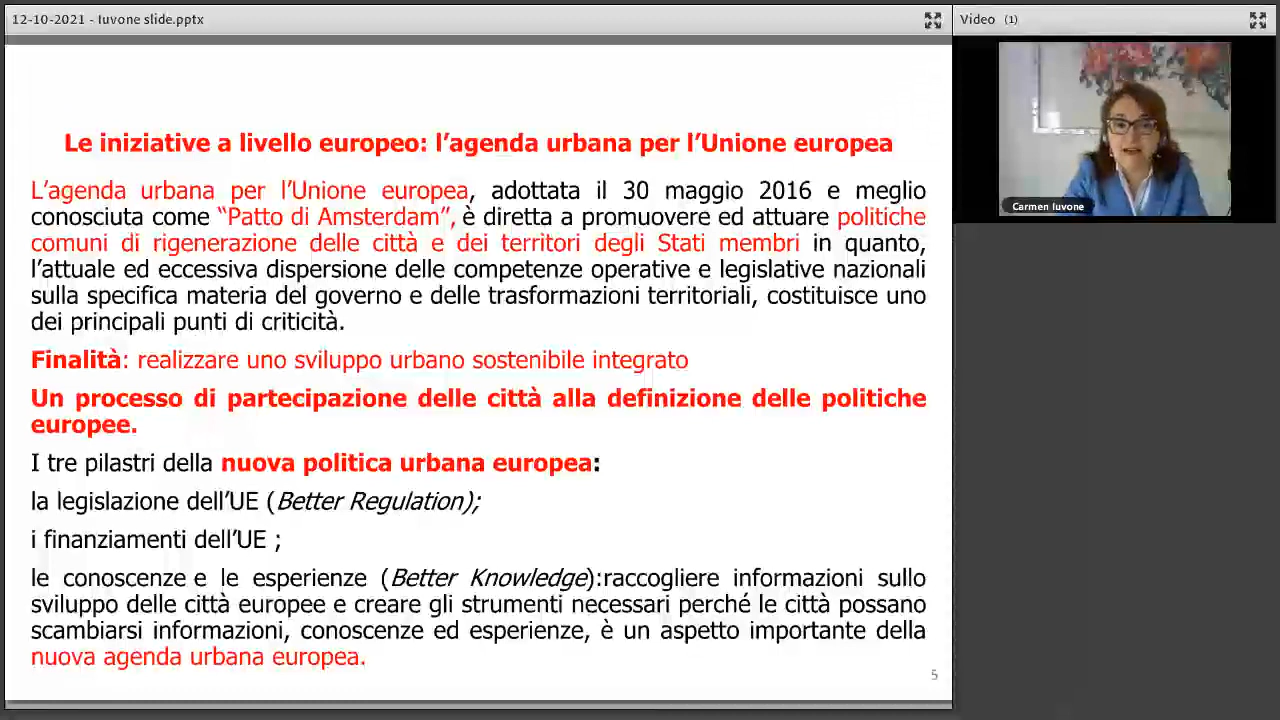 12-10-2021 - Iuvone slide.pptx
Video (1)
Carmen Iuvone
Le iniziative a livello europeo: l’agenda urbana per l’Unione europea
L’agenda urbana per l’Unione europea, adottata il 30 maggio 2016 e meglio
conosciuta come “Patto di Amsterdam”, è diretta a promuovere ed attuare politiche
comuni di rigenerazione delle città e dei territori degli Stati membri in quanto,
l’attuale ed eccessiva dispersione delle competenze operative e legislative nazionali
sulla specifica materia del governo e delle trasformazioni territoriali, costituisce uno
dei principali punti di criticità.
Finalità: realizzare uno sviluppo urbano sostenibile integrato
Un processo di partecipazione delle città alla definizione delle politiche
europee.
I tre pilastri della nuova politica urbana europea:
la legislazione dell’UE (Better Regulation);
i finanziamenti dell’UE ;
le conoscenze e le esperienze (Better Knowledge):raccogliere informazioni sullo
sviluppo delle città europee e creare gli strumenti necessari perché le città possano
scambiarsi informazioni, conoscenze ed esperienze, è un aspetto importante della
nuova agenda urbana europea.
5